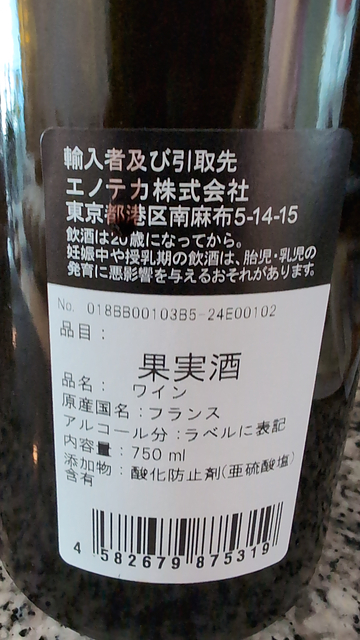 輸入者及び引取先
エノテカ株式会社
東京都港区南麻布5-14-15
飲酒は20歳になってから。
妊娠中や授乳期の飲酒は、胎児・乳児の
発育に悪影響を与えるおそれがあります。
No. 018BB00103B5-24E00102
品目：
果実酒
品名： ワイン
原産国名：フランス
アルコール分：ラベルに表記
内容量：750 ml
添加物：酸化防止剤(亜硫酸塩)
含有
4 582679 875319